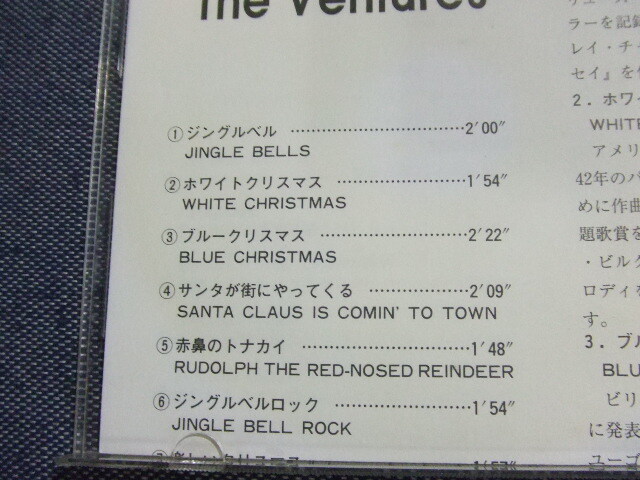 The Ventures
①ジングルベル ……………………………2′00″
JINGLE BELLS
②ホワイトクリスマス ……………………1′54″
WHITE CHRISTMAS
③ブルークリスマス ………………………2′22″
BLUE CHRISTMAS
④サンタが街にやってくる ………………2′09″
SANTA CLAUS IS COMIN' TO TOWN
⑤赤鼻のトナカイ …………………………1′48″
RUDOLPH THE RED-NOSED REINDEER
⑥ジングルベルロック ……………………1′54″
JINGLE BELL ROCK
1′57″
ラーを記録
レイ・チャ
セイ』を
2．ホワ
WHITE
アメリ
42年のパ
めに作曲
題歌賞を
・ビルク
ロディを
す。
3．ブル
BLU
ビリ
に発表
ユーゴ